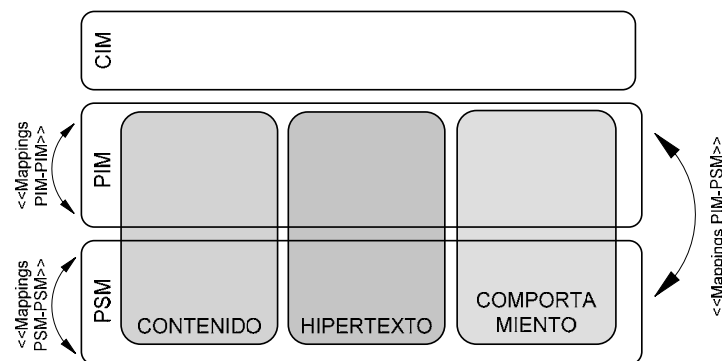 CIM
<<Mappings
PIM-PIM>>
PIM
<<Mappings PIM-PSM>>
<<Mappings
PSM-PSM>>
PSM
CONTENIDO
HIPERTEXTO
COMPORTA
MIENTO